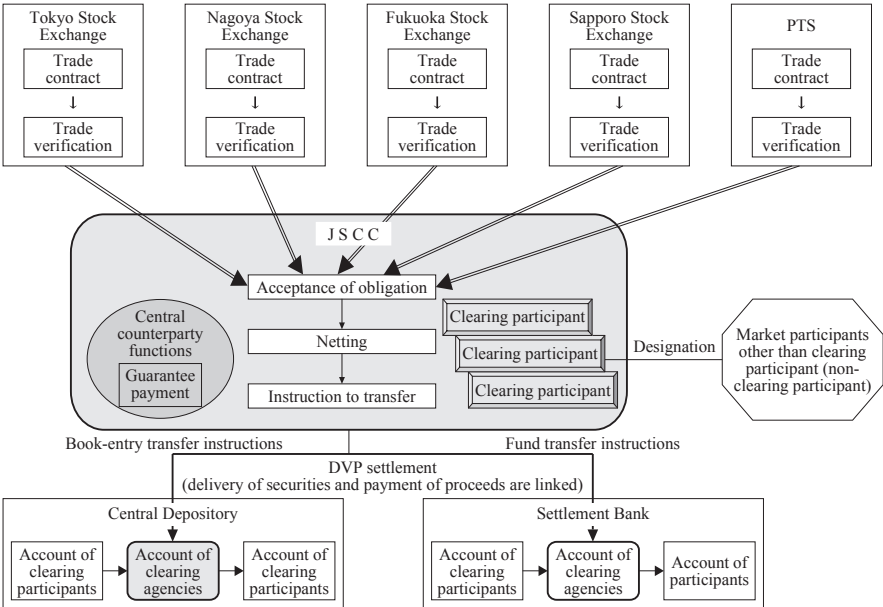 Tokyo Stock
Exchange
Trade
contract
↓
Trade
verification
Nagoya Stock
Exchange
Trade
contract
↓
Trade
verification
Fukuoka Stock
Exchange
Trade
contract
↓
Trade
verification
Sapporo Stock
Exchange
Trade
contract
↓
Trade
verification
PTS
Trade
contract
↓
Trade
verification
J S C C
Acceptance of obligation
Netting
Instruction to transfer
Central
counterparty
functions
Guarantee
payment
Clearing participant
Clearing participant
Clearing participant
Designation
Market participants
other than clearing
participant (non-
clearing participant)
Book-entry transfer instructions
Fund transfer instructions
DVP settlement
(delivery of securities and payment of proceeds are linked)
Central Depository
Account of
clearing
participants
Account of
clearing
agencies
Account of
clearing
participants
Settlement Bank
Account of
clearing
participants
Account of
clearing
agencies
Account of
participants